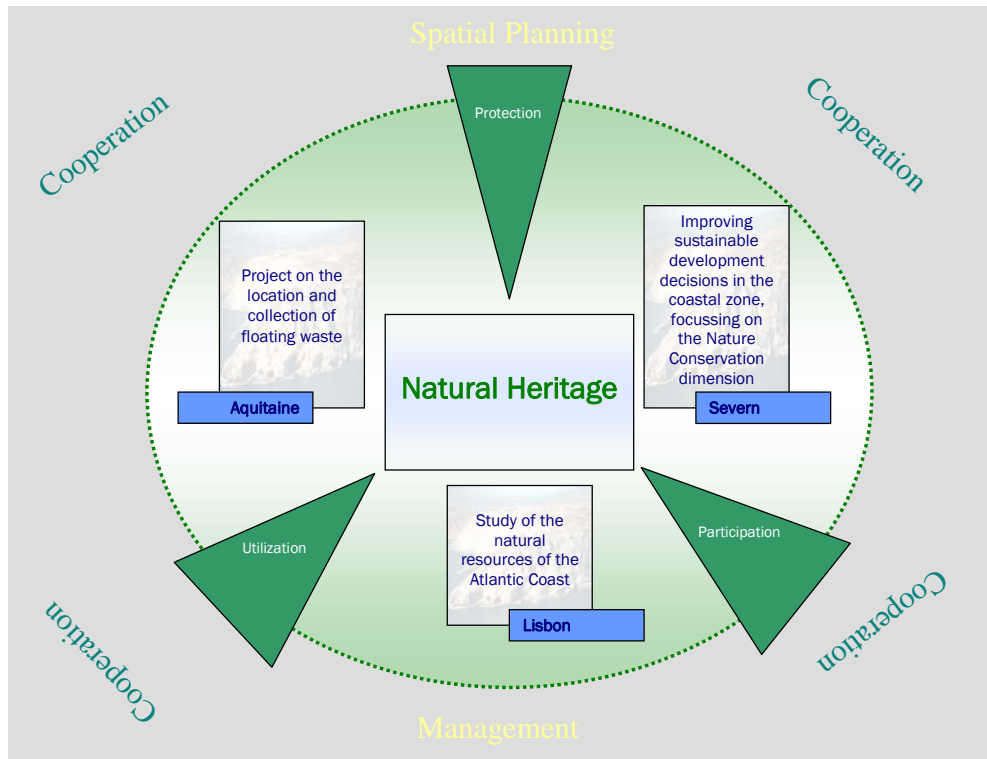 Spatial Planning
Cooperation
Cooperation
Protection
Project on the
location and
collection of
floating waste
Aquitaine
Improving
sustainable
development
decisions in the
coastal zone,
focussing on
the Nature
Conservation
dimension
Severn
Natural Heritage
Utilization
Study of the
natural
resources of the
Atlantic Coast
Lisbon
Participation
Cooperation
Cooperation
Management